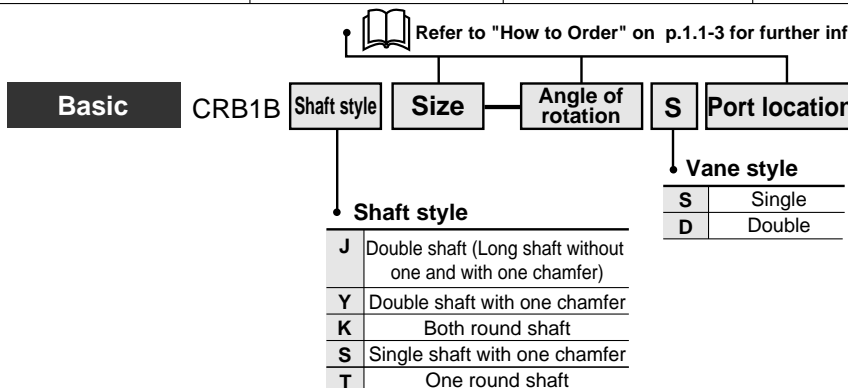 Refer to "How to Order" on p.1.1-3 for further inf
Basic CRB1B Shaft style Size Angle of rotation S Port location
Vane style
S Single
D Double
Shaft style
J Double shaft (Long shaft without
one and with one chamfer)
Y Double shaft with one chamfer
K Both round shaft
S Single shaft with one chamfer
T One round shaft